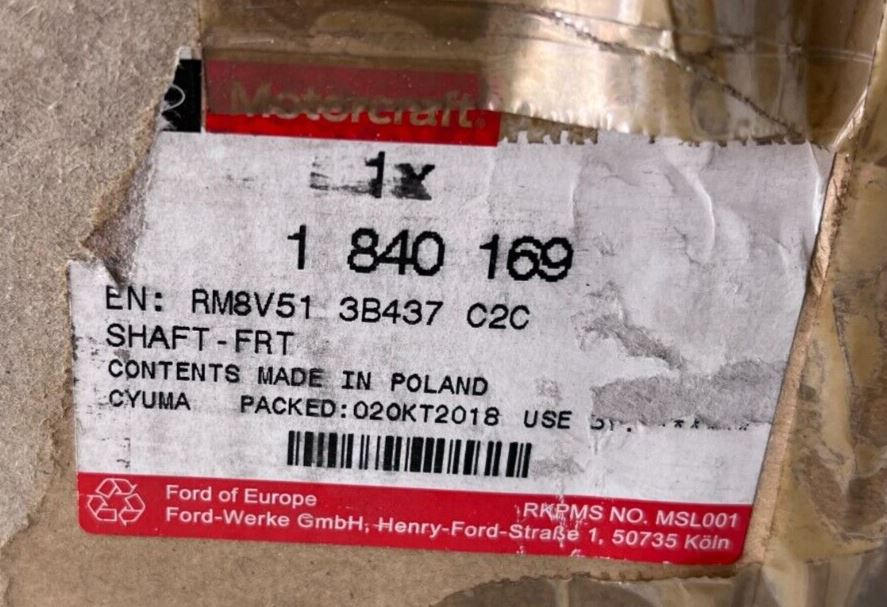 Motorcraft
1x
1 840 169
EN: RM8V51 3B437 C2C
SHAFT-FRT
CONTENTS MADE IN POLAND
CYUMA PACKED:02OKT2018 USE
Ford of Europe
RKPMS NO. MSL001
Ford-Werke GmbH, Henry-Ford-Straße 1, 50735 Köln